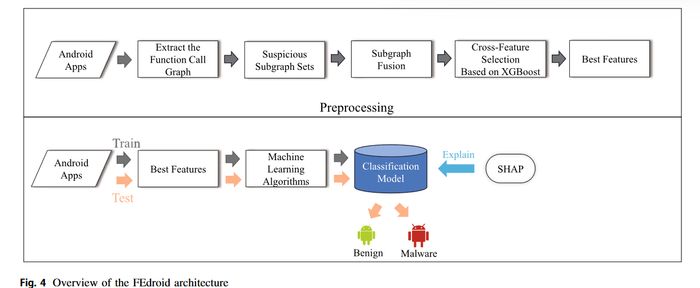 Android
Apps
Extract the
Function Call
Graph
Suspicious
Subgraph Sets
Subgraph
Fusion
Cross-Feature
Selection
Based on XGBoost
Best Features
Preprocessing
Train
Android
Apps
Test
Best Features
Machine
Learning
Algorithms
Classification
Model
Explain
SHAP
Benign
Malware
Fig. 4 Overview of the FEdroid architecture